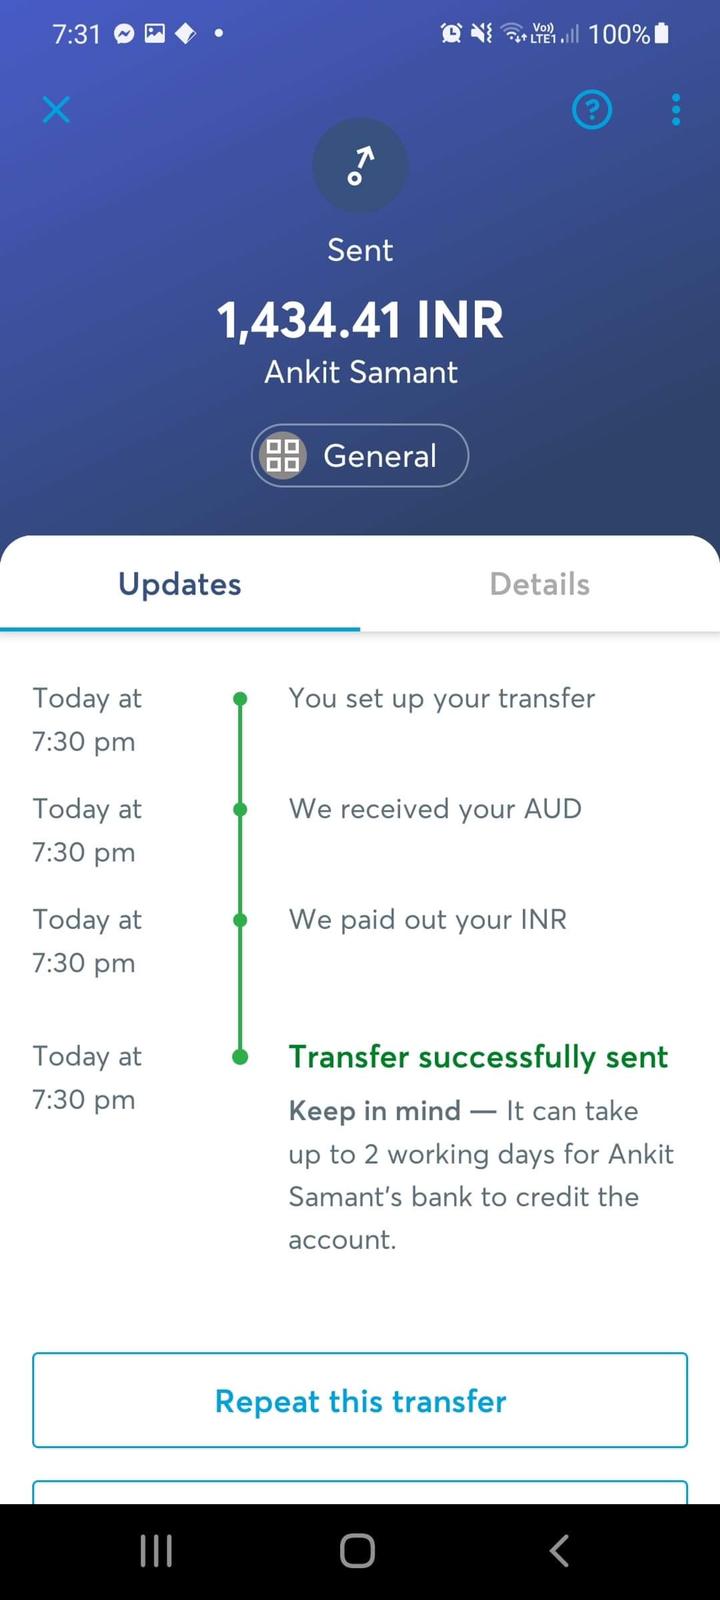 7:31
Vo))
LTE1
100%
?
Sent
1,434.41 INR
Ankit Samant
General
Updates
Details
Today at
7:30 pm
You set up your transfer
Today at
7:30 pm
We received your AUD
Today at
7:30 pm
We paid out your INR
Today at
7:30 pm
Transfer successfully sent
Keep in mind — It can take
up to 2 working days for Ankit
Samant's bank to credit the
account.
Repeat this transfer